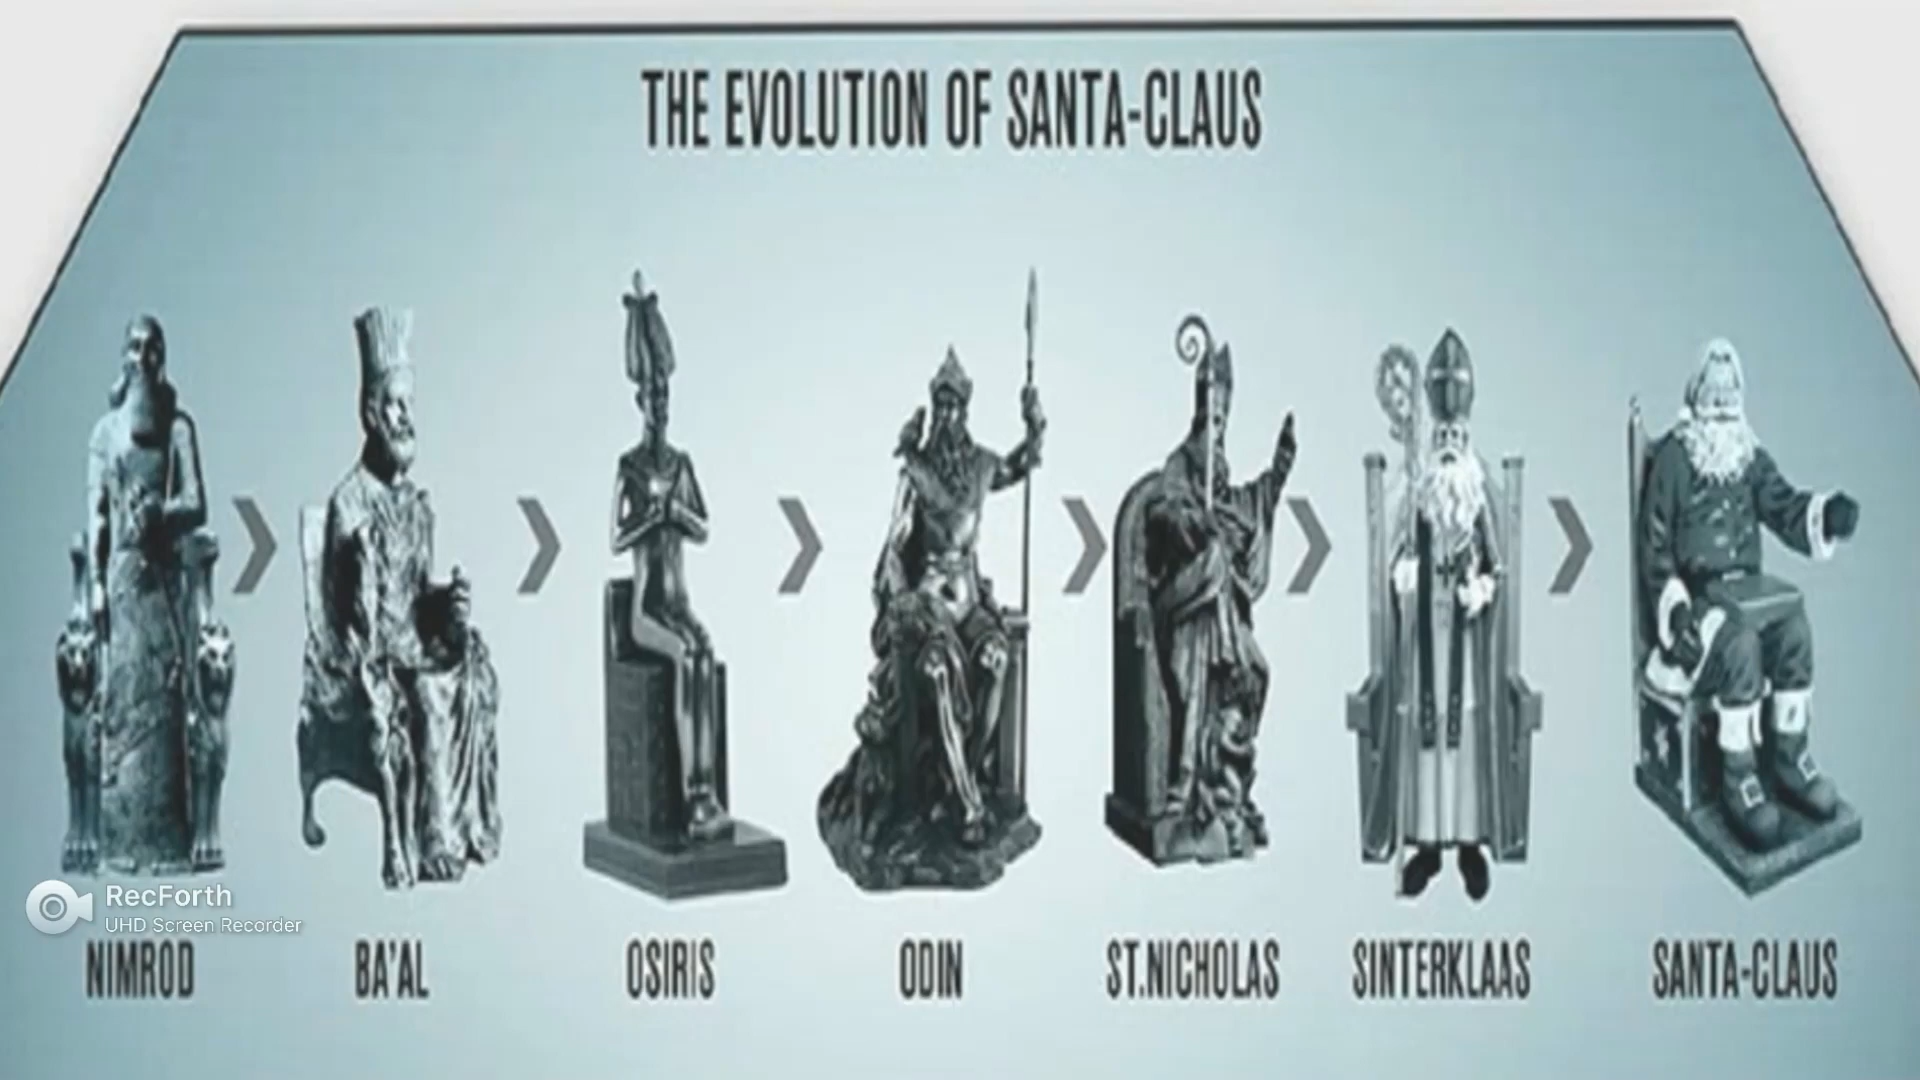 THE EVOLUTION OF SANTA-CLAUS
RecForth
UHD Screen Recorder
NIMROD
BA'AL
OSIRIS
ODIN
ST.NICHOLAS
SINTERKLAAS
SANTA-CLAUS